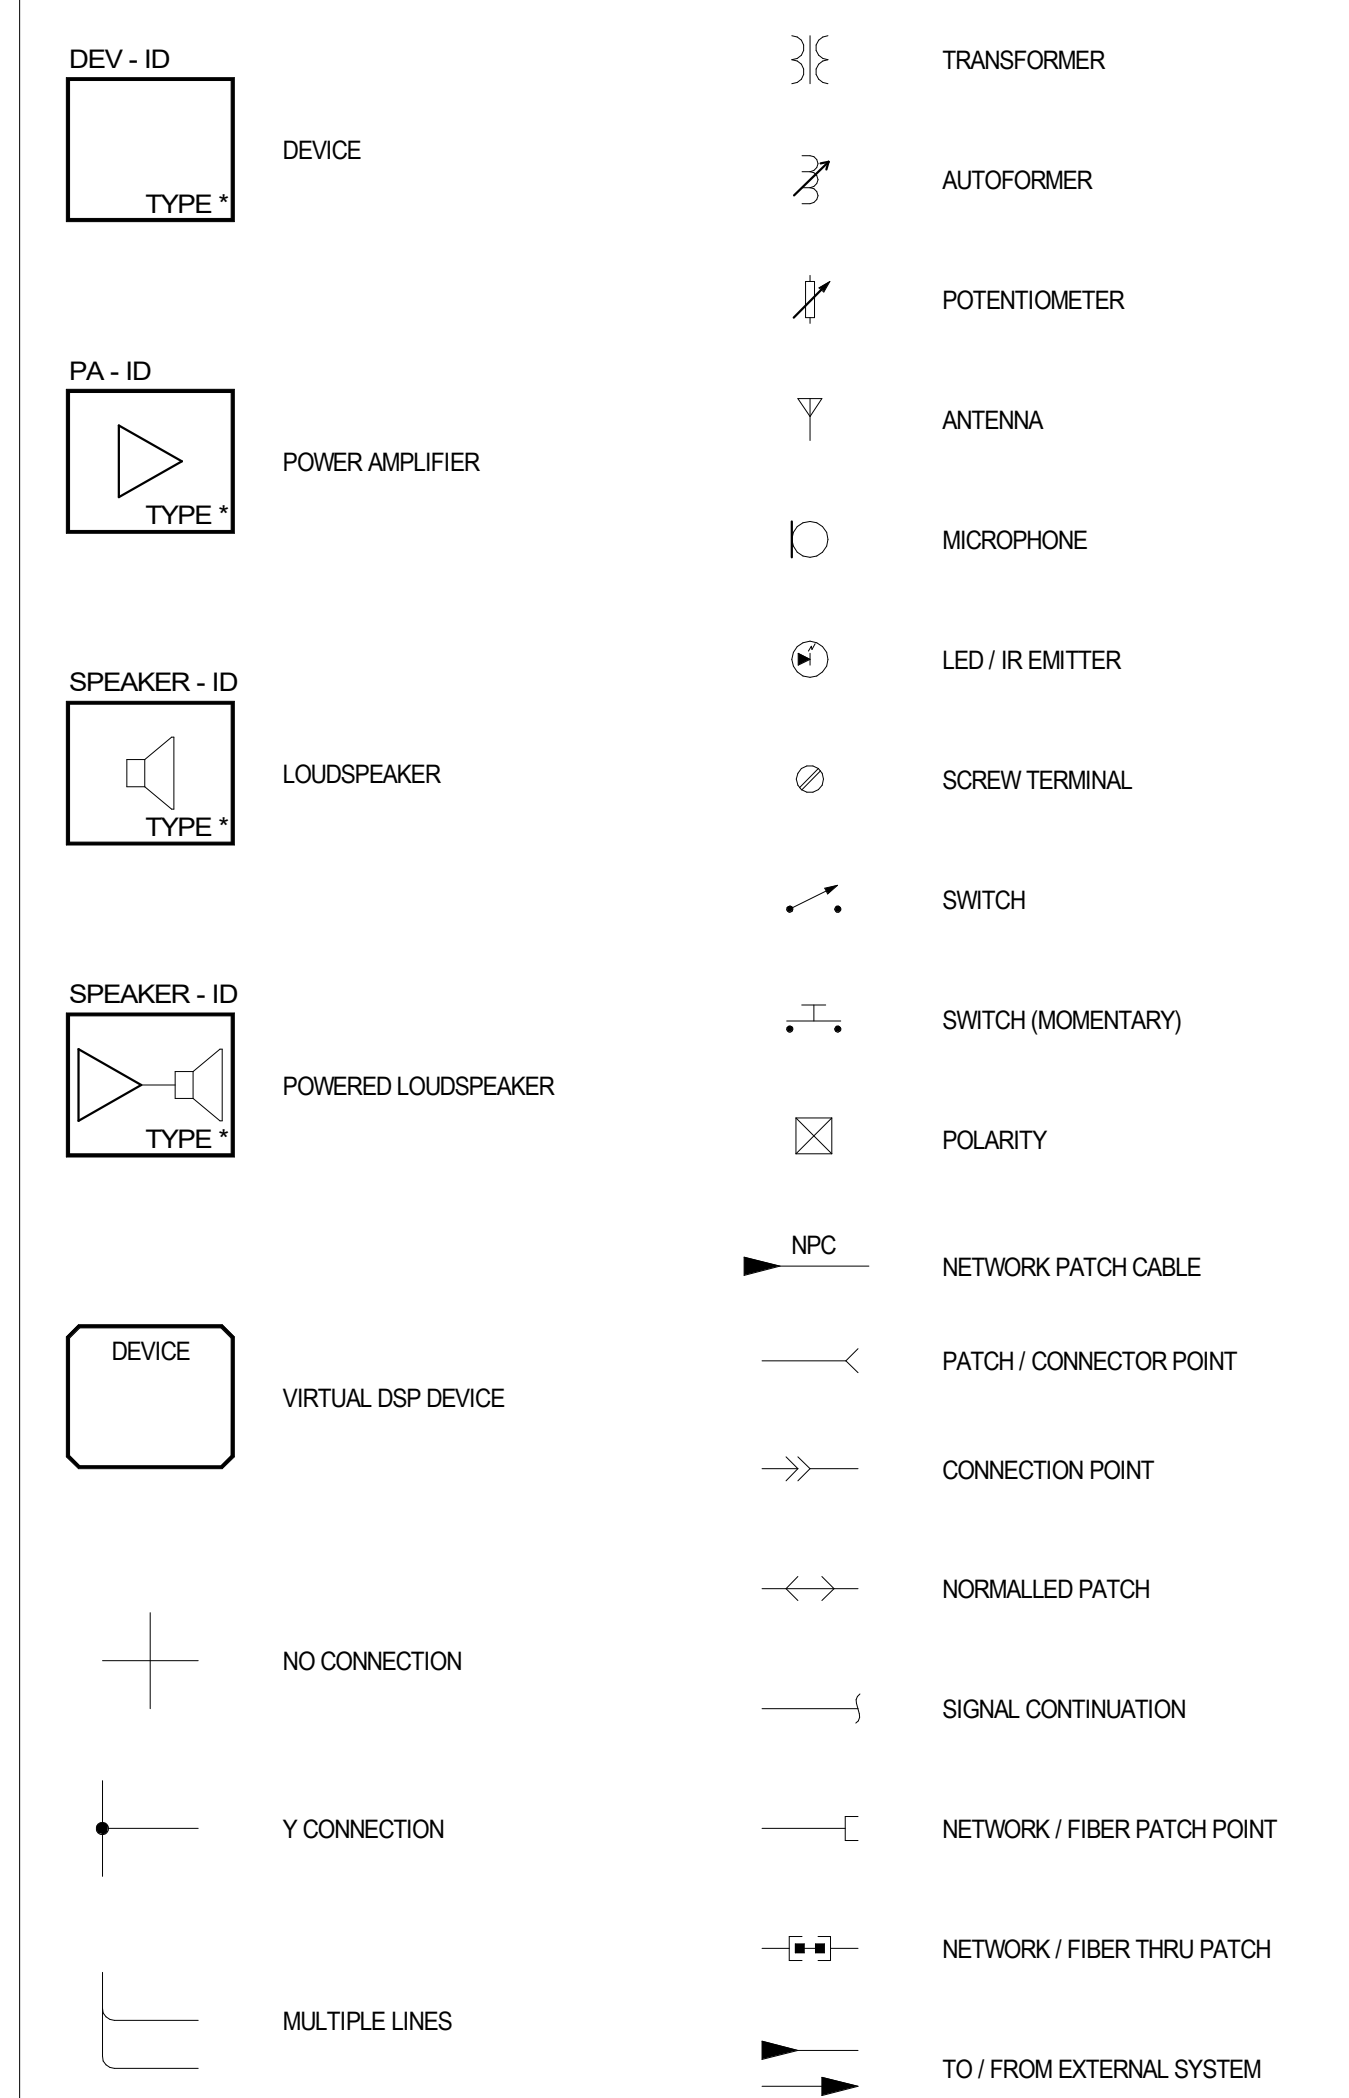 DEV - ID
TYPE *
DEVICE
PA - ID
TYPE *
POWER AMPLIFIER
SPEAKER - ID
TYPE *
LOUDSPEAKER
SPEAKER - ID
TYPE *
POWERED LOUDSPEAKER
DEVICE
VIRTUAL DSP DEVICE
NO CONNECTION
Y CONNECTION
MULTIPLE LINES
TRANSFORMER
AUTOFORMER
POTENTIOMETER
ANTENNA
MICROPHONE
LED / IR EMITTER
SCREW TERMINAL
SWITCH
SWITCH (MOMENTARY)
POLARITY
NPC
NETWORK PATCH CABLE
PATCH / CONNECTOR POINT
CONNECTION POINT
NORMALLED PATCH
SIGNAL CONTINUATION
NETWORK / FIBER PATCH POINT
NETWORK / FIBER THRU PATCH
TO / FROM EXTERNAL SYSTEM